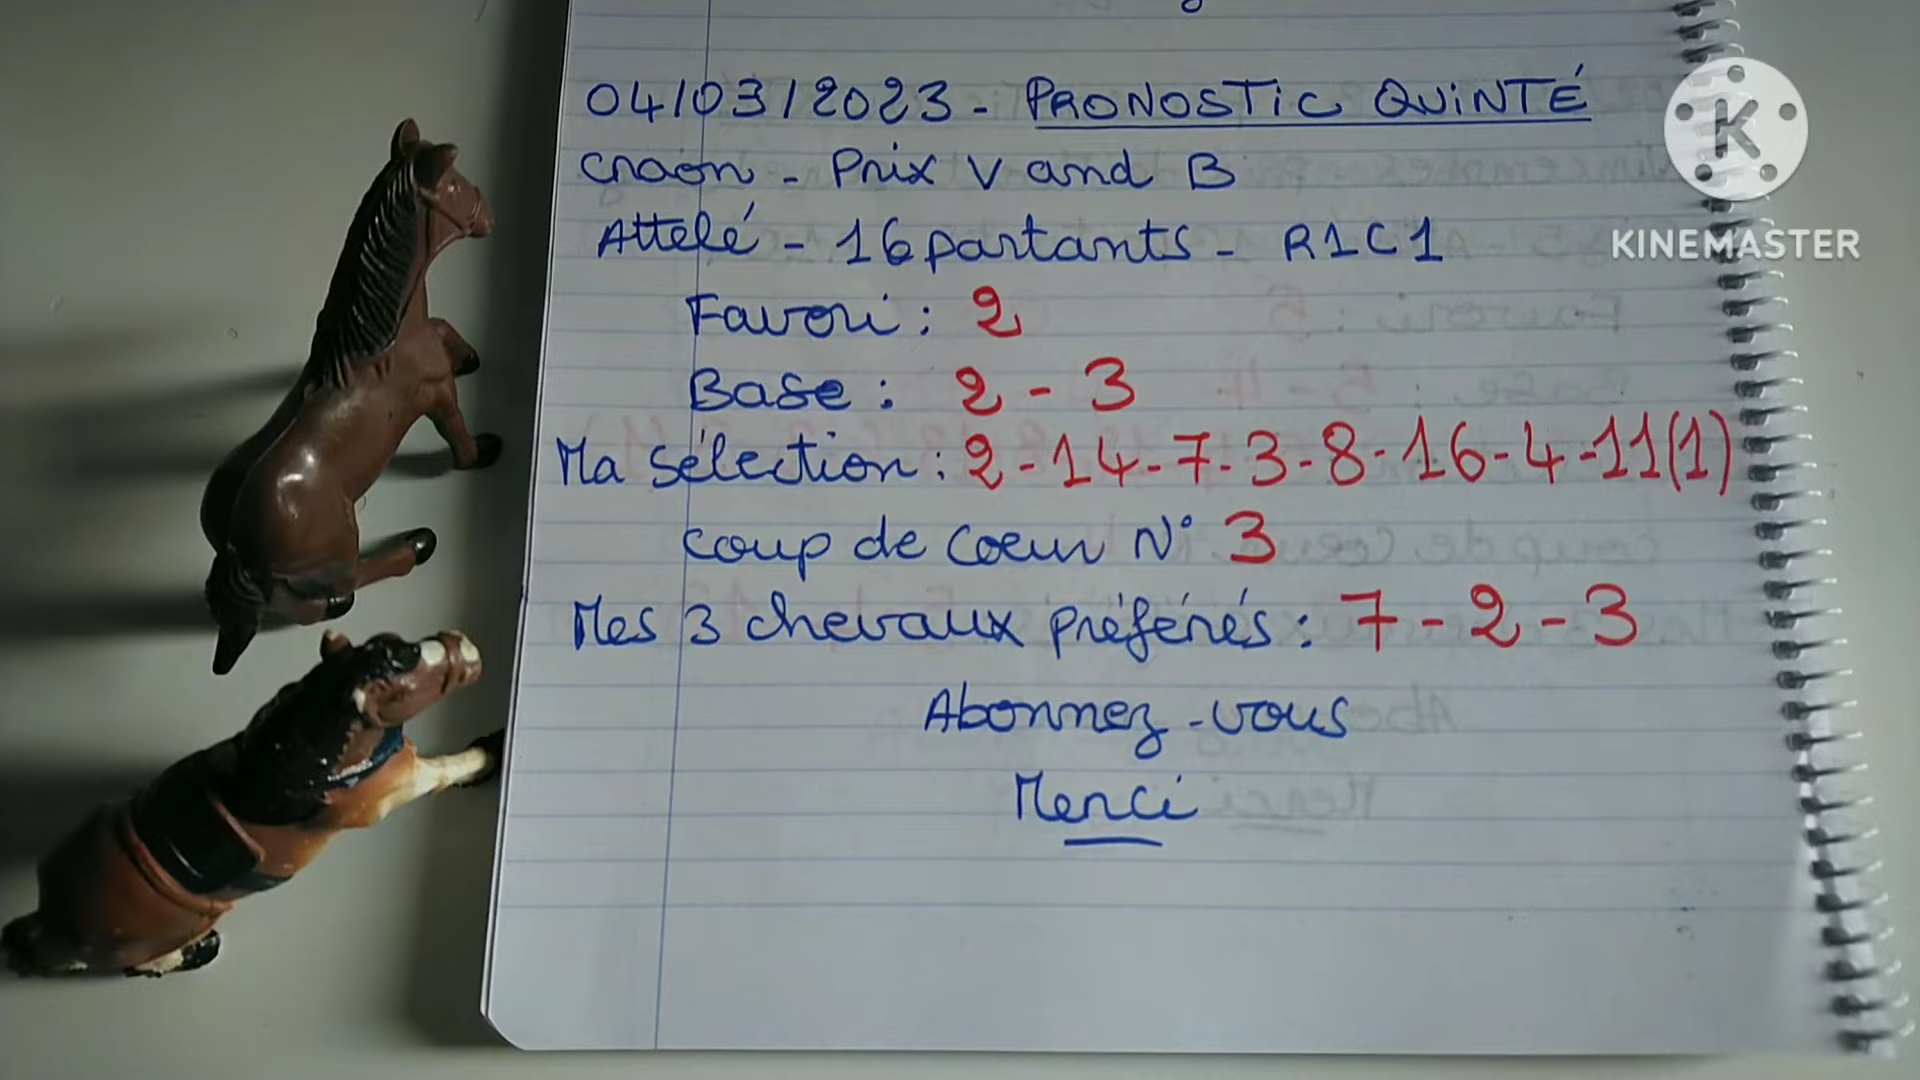 04/03/2023 - PRONOSTIC QUINTÉ
Craon - Prix V and B
Attelé - 16 partants - R1C1
Favori : 2
Base : 2 - 3
Ma sélection : 2 - 14 - 7 - 3 - 8 - 16 - 4 - 11 (1)
coup de coeur N° 3
Mes 3 chevaux préférés : 7 - 2 - 3
Abonnez-vous
Merci
K
KINEMASTER